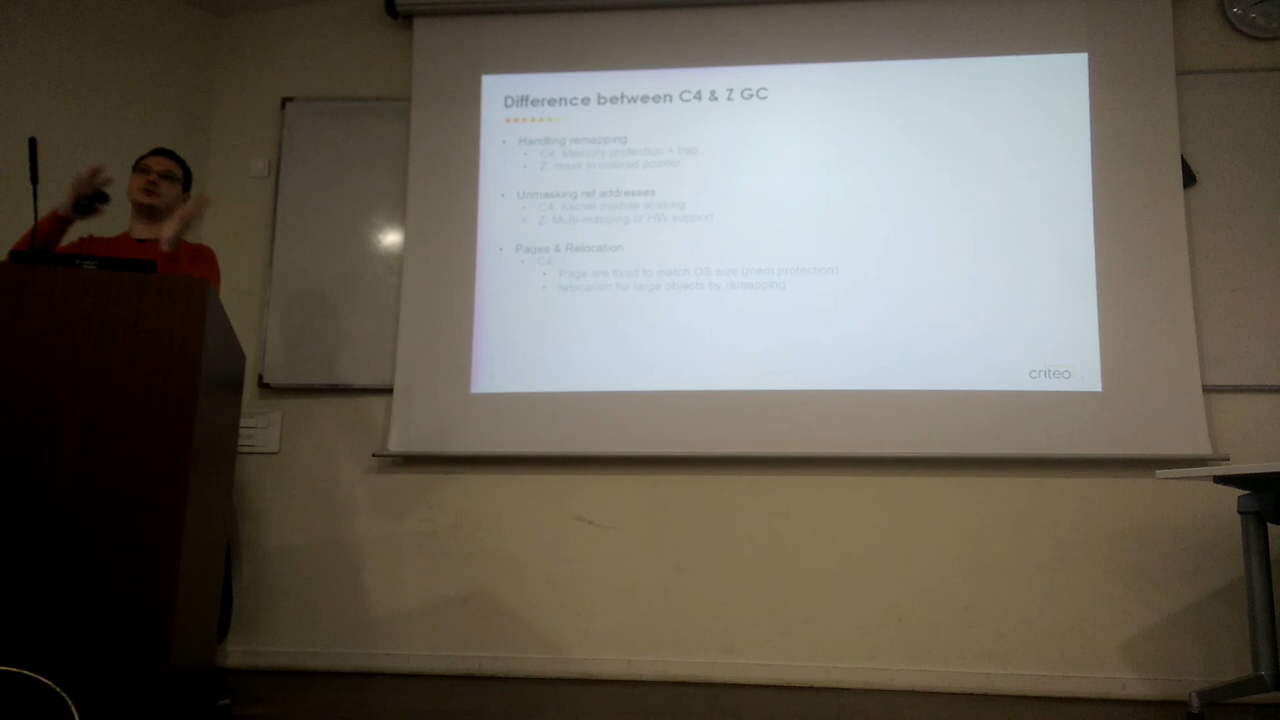 Difference between C4 & Z GC
• Handling remapping
• C4: Memory protection + trap
• Z: mask in colored pointer
• Unmasking ref addresses
• C4: Kernel module aliasing
• Z: Multi-mapping or HW support
• Pages & Relocation
• C4
• Page are fixed to match OS size (mem protection)
• relocation for large objects by remapping
criteo